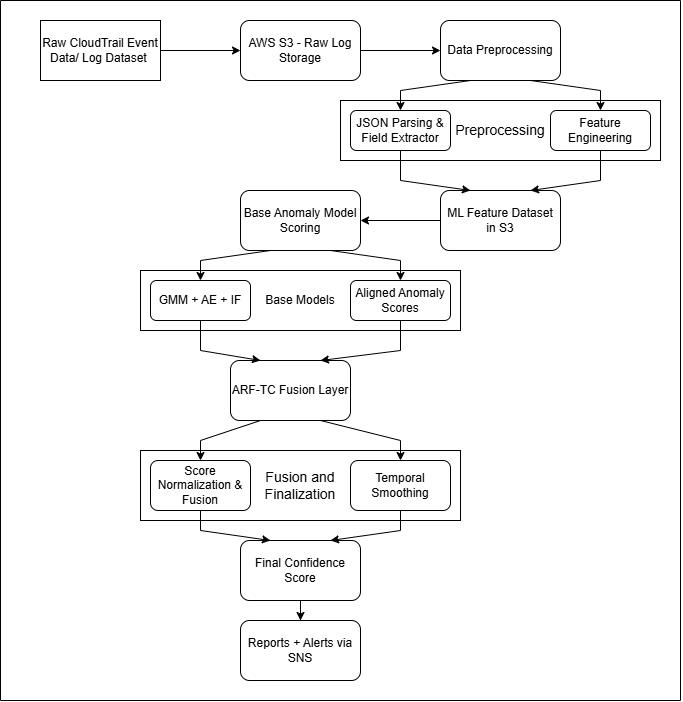 Raw CloudTrail Event
Data/ Log Dataset
AWS S3 - Raw Log
Storage
Data Preprocessing
JSON Parsing &
Field Extractor
Preprocessing
Feature
Engineering
Base Anomaly Model
Scoring
ML Feature Dataset
in S3
GMM + AE + IF
Base Models
Aligned Anomaly
Scores
ARF-TC Fusion Layer
Score
Normalization &
Fusion
Fusion and
Finalization
Temporal
Smoothing
Final Confidence
Score
Reports + Alerts via
SNS